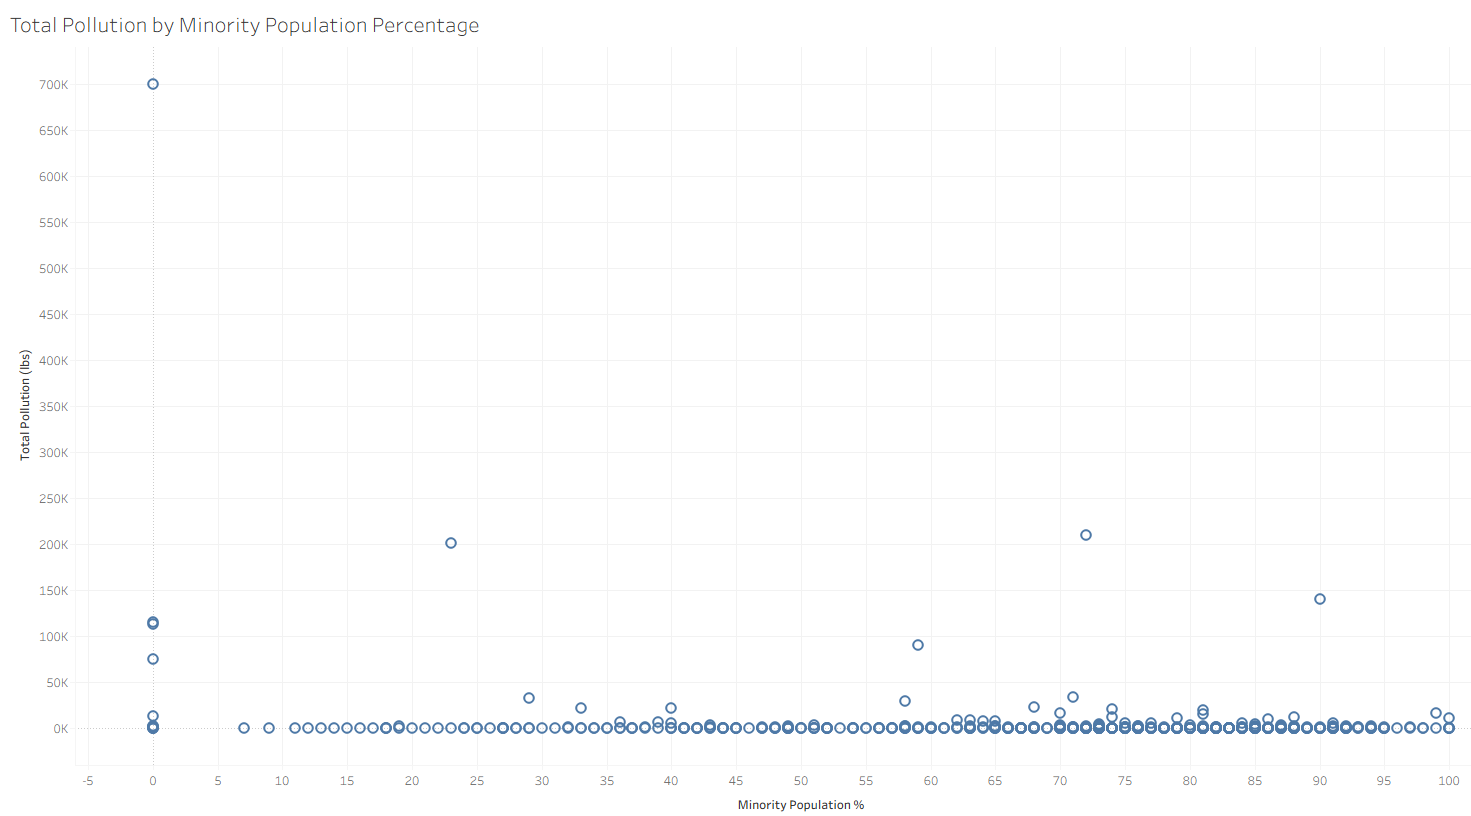 Total Pollution by Minority Population Percentage
700K
650K
600K
550K
500K
450K
400K
350K
300K
250K
200K
150K
100K
50K
0K
Total Pollution (lbs)
-5 0 5 10 15 20 25 30 35 40 45 50 55 60 65 70 75 80 85 90 95 100
Minority Population %